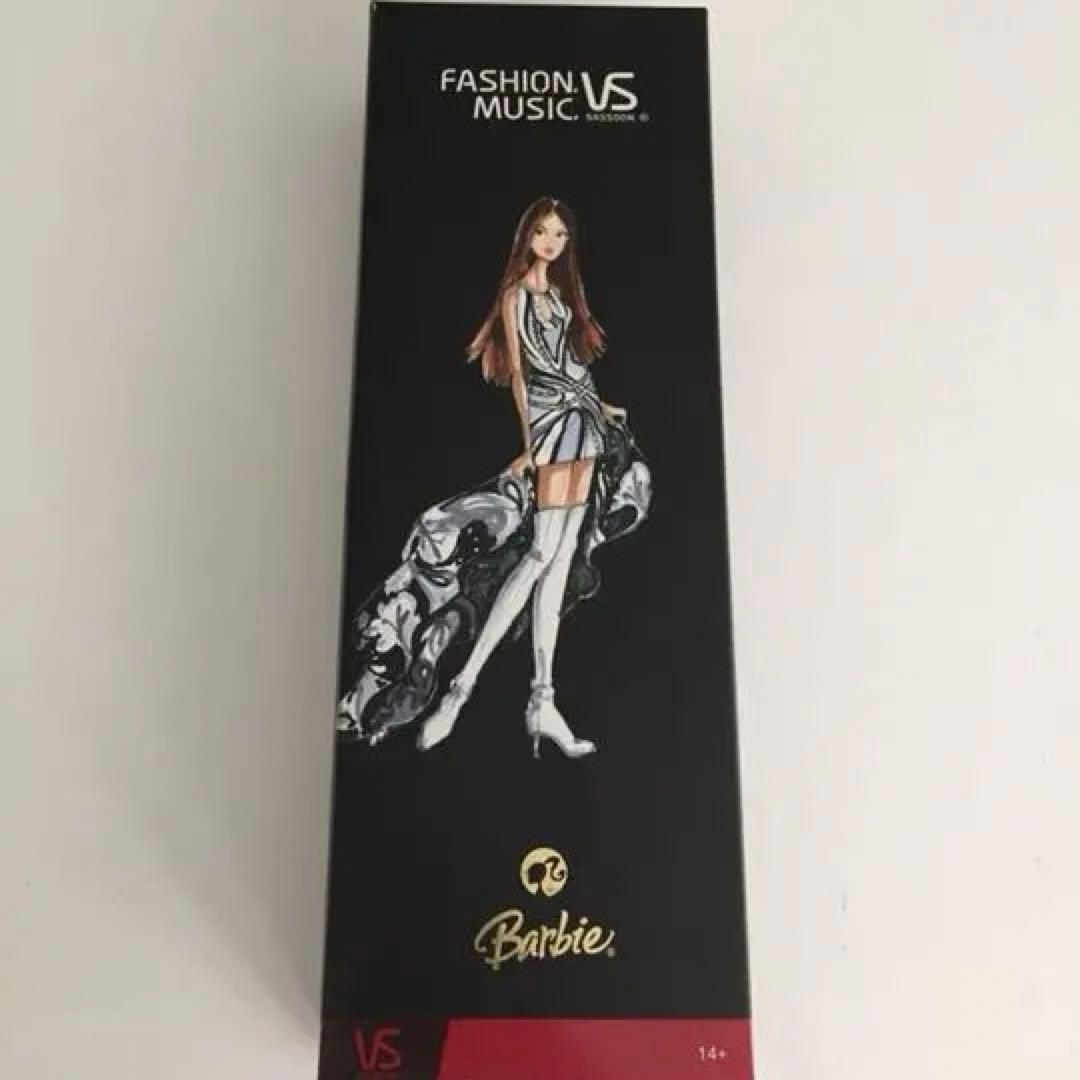 FASHION. VS
MUSIC. SASSOON ®
Barbie®
VS
14+